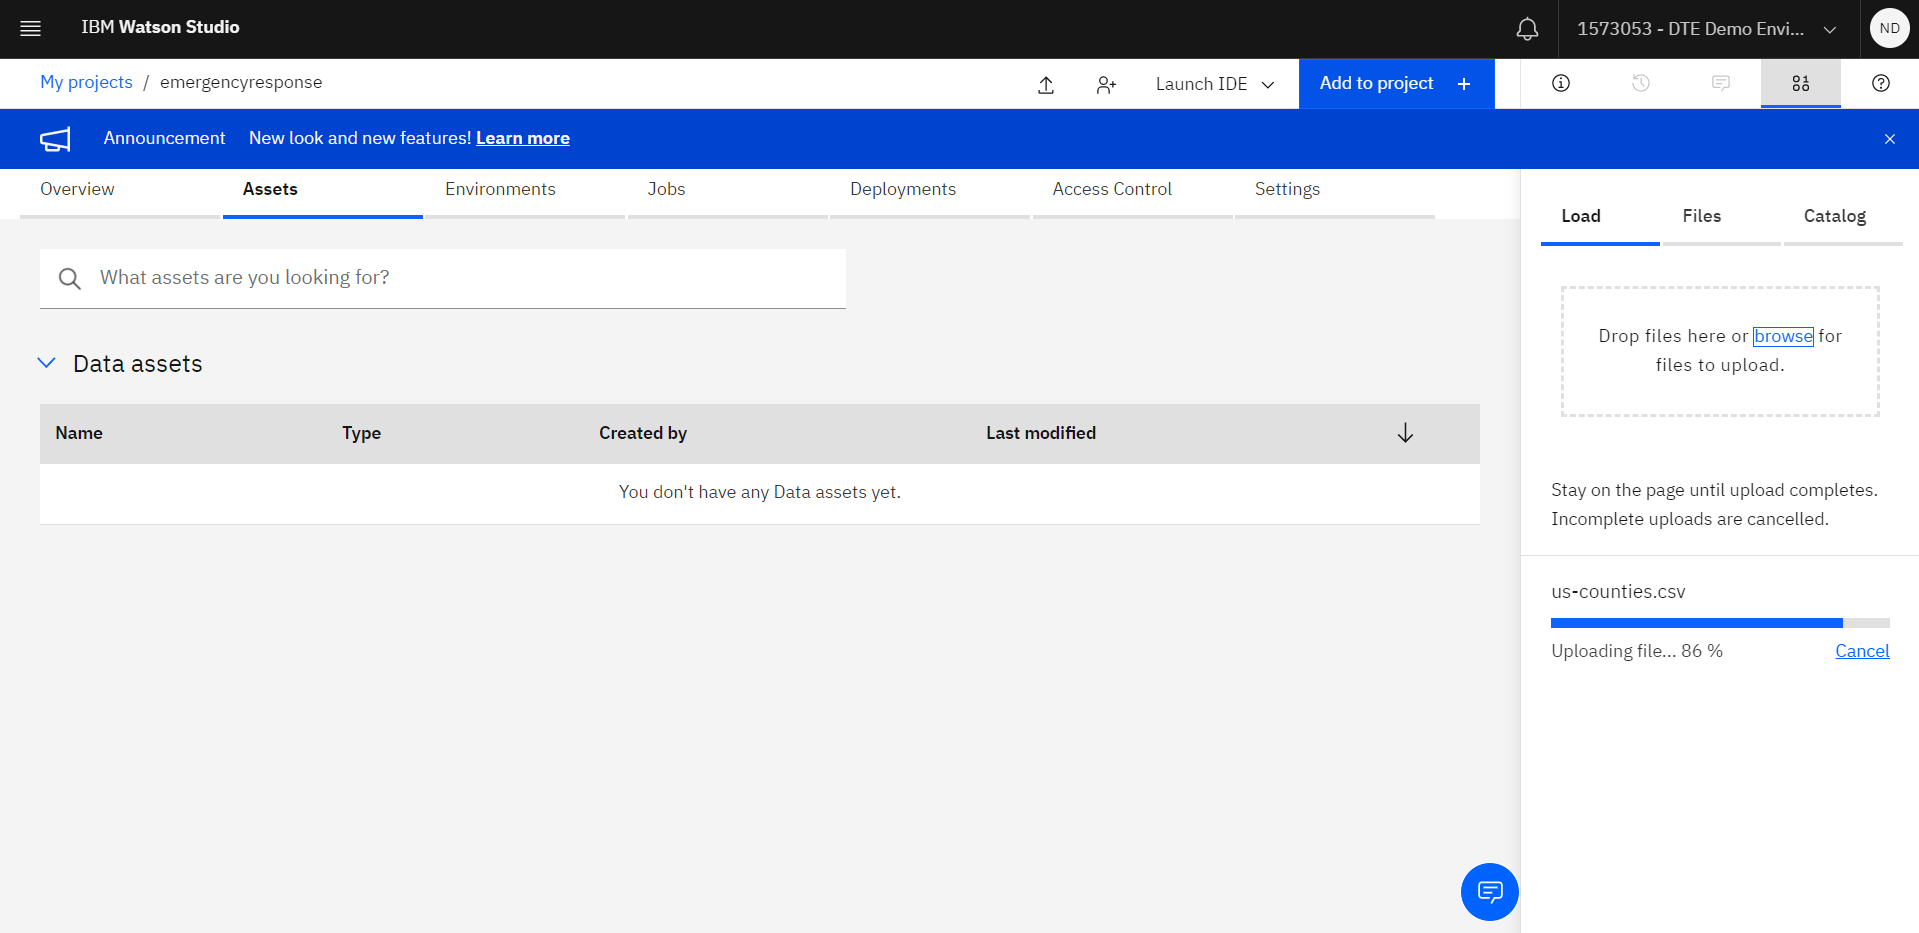 IBM Watson Studio
1573053 - DTE Demo Envi...
ND
My projects / emergencyresponse
Launch IDE
Add to project +
Announcement New look and new features! Learn more
Overview Assets Environments Jobs Deployments Access Control Settings
Load Files Catalog
What assets are you looking for?
Drop files here or browse for
files to upload.
Data assets
Name Type Created by Last modified
You don't have any Data assets yet.
Stay on the page until upload completes.
Incomplete uploads are cancelled.
us-counties.csv
Uploading file... 86 % Cancel